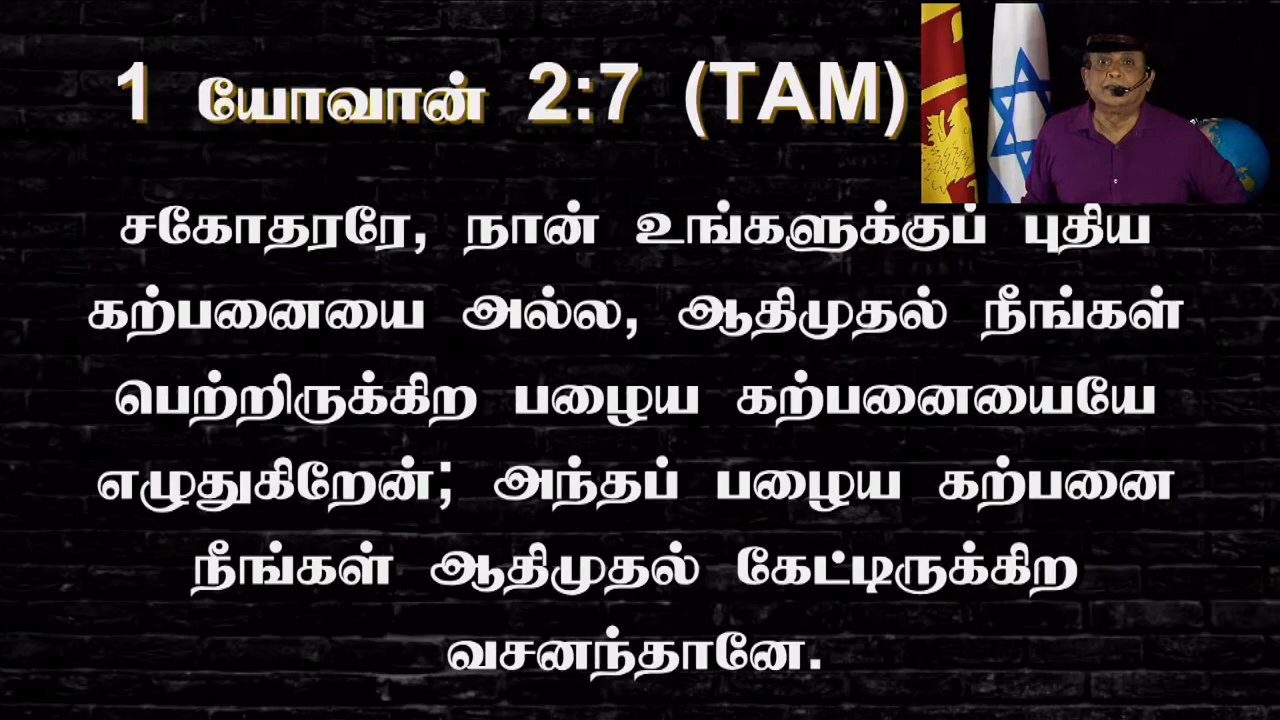 1 யோவான் 2:7 (TAM)
சகோதரரே, நான் உங்களுக்குப் புதிய
கற்பனையை அல்ல, ஆதிமுதல் நீங்கள்
பெற்றிருக்கிற பழைய கற்பனையையே
எழுதுகிறேன்; அந்தப் பழைய கற்பனை
நீங்கள் ஆதிமுதல் கேட்டிருக்கிற
வசனந்தானே.